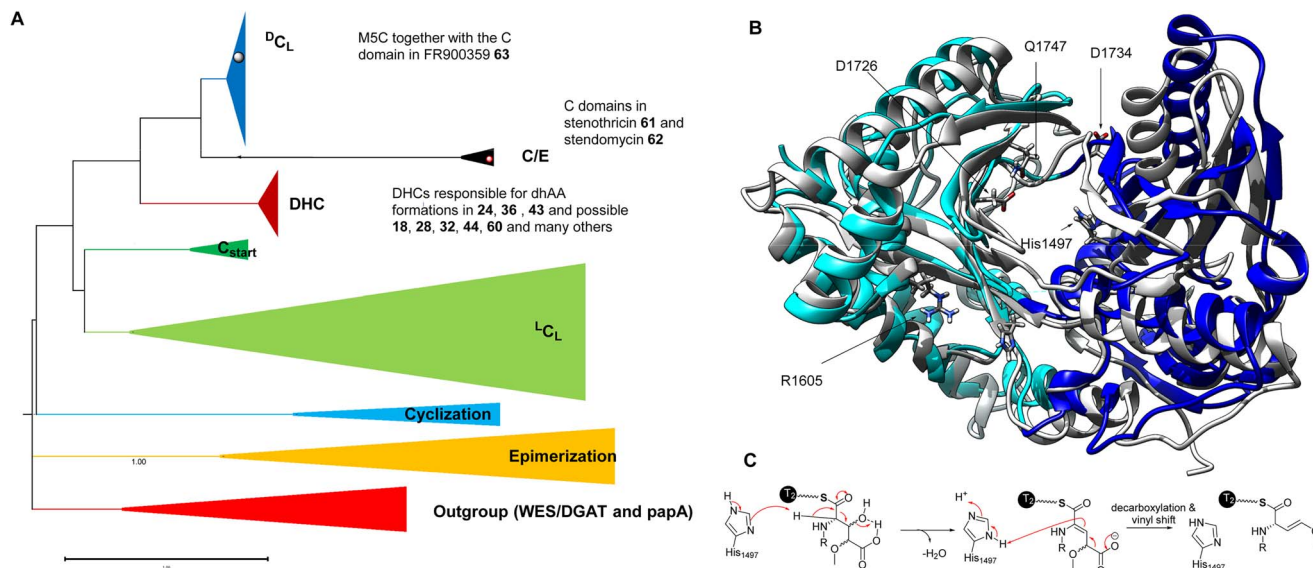 A
DCL
M5C together with the C
domain in FR900359 63
C domains in
stenothricin 61 and
stendomycin 62
C/E
DHC
DHCs responsible for dhAA
formations in 24, 36 , 43 and possible
18, 28, 32, 44, 60 and many others
Cstart
LCL
Cyclization
1.00
Epimerization
Outgroup (WES/DGAT and papA)
B
Q1747
D1726
D1734
His1497
R1605
C
T2
S
O
H
N
N
His1497
H
HN
R
O
H
O
H
O
O
-H2O
H+
N
N
H
His1497
T2
S
O
HN
R
O
O
O
decarboxylation &
vinyl shift
HN
N
His1497
T2
S
O
HN
R